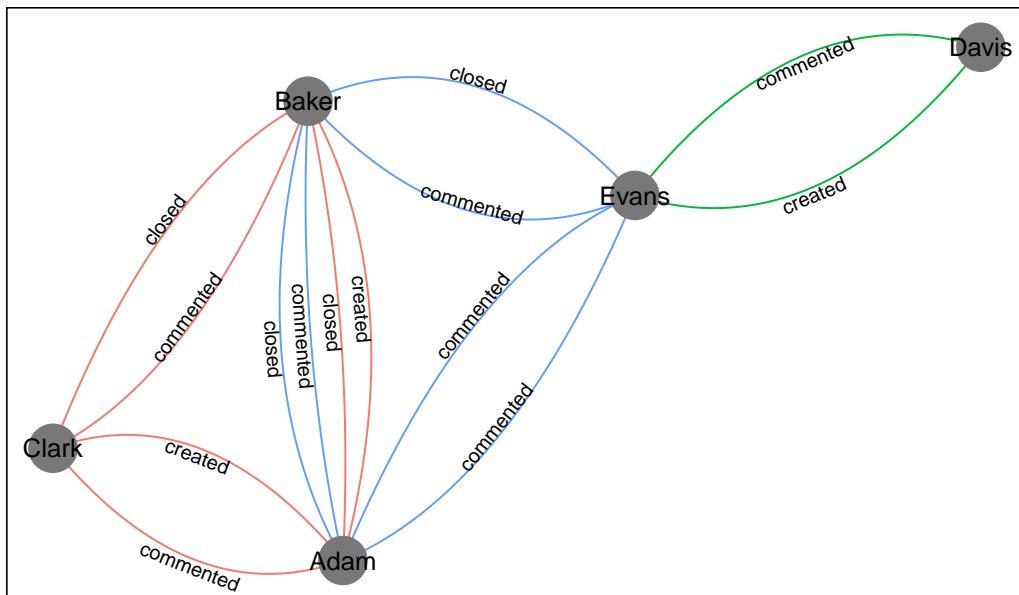 Davis
commented
closed
Baker
Evans
created
commented
closed
commented
commented
closed
commented
closed
created
commented
Clark
created
commented
Adam